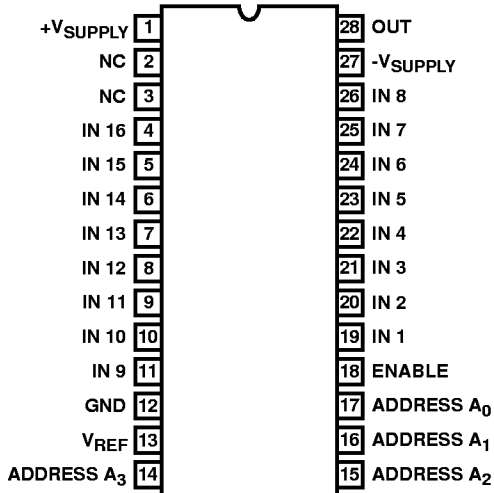 +VSUPPLY 1 28 OUT
NC 2 27 -VSUPPLY
NC 3 26 IN 8
IN 16 4 25 IN 7
IN 15 5 24 IN 6
IN 14 6 23 IN 5
IN 13 7 22 IN 4
IN 12 8 21 IN 3
IN 11 9 20 IN 2
IN 10 10 19 IN 1
IN 9 11 18 ENABLE
GND 12 17 ADDRESS A0
VREF 13 16 ADDRESS A1
ADDRESS A3 14 15 ADDRESS A2